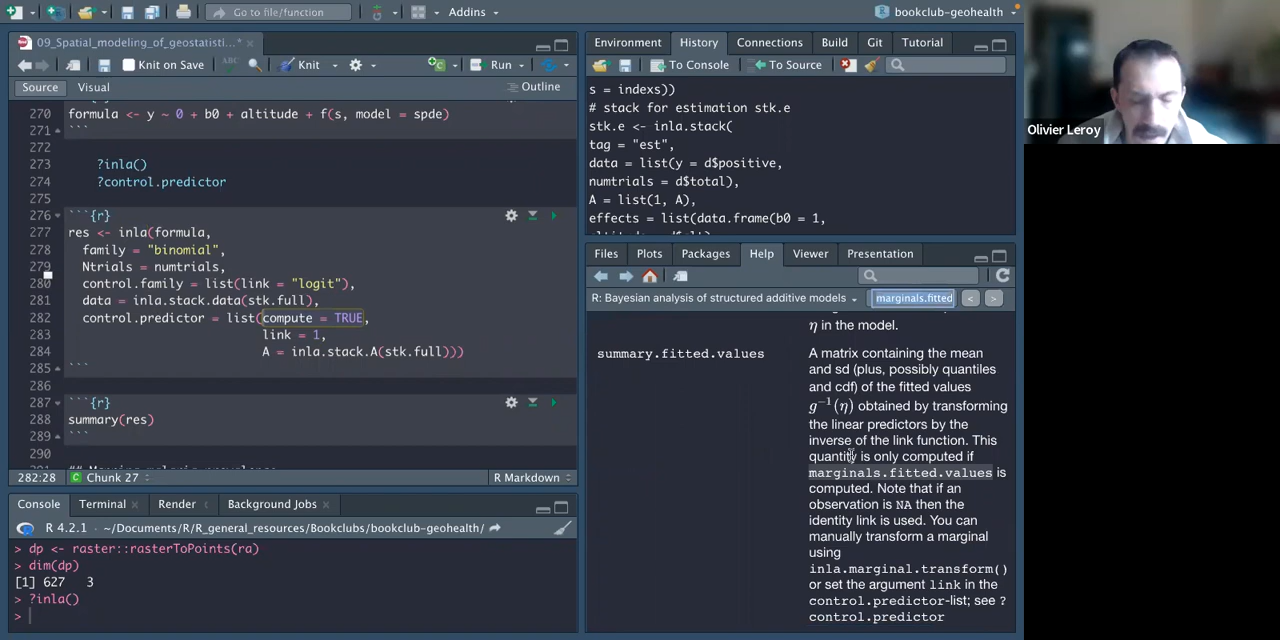 Go to file/function
Addins
bookclub-geohealth
09_Spatial_modeling_of_geostatisti...*
Knit on Save
Knit
Run
Source
Visual
Outline
270 formula <- y ~ 0 + b0 + altitude + f(s, model = spde)
271 ```
272
273 ?inla()
274 ?control.predictor
275
276 ```{r}
277 res <- inla(formula,
278 family = "binomial",
279 Ntrials = numtrials,
280 control.family = list(link = "logit"),
281 data = inla.stack.data(stk.full),
282 control.predictor = list(compute = TRUE,
283 link = 1,
284 A = inla.stack.A(stk.full)))
285 ```
286
287 ```{r}
288 summary(res)
289 ```
290
282:28
Chunk 27
R Markdown
Console
Terminal
Render
Background Jobs
R 4.2.1 · ~/Documents/R/R_general_resources/Bookclubs/bookclub-geohealth/
> dp <- raster::rasterToPoints(ra)
> dim(dp)
[1] 627 3
> ?inla()
>
Environment
History
Connections
Build
Git
Tutorial
To Console
To Source
s = indexs))
# stack for estimation stk.e
stk.e <- inla.stack(
tag = "est",
data = list(y = d$positive,
numtrials = d$total),
A = list(1, A),
effects = list(data.frame(b0 = 1,
Files
Plots
Packages
Help
Viewer
Presentation
R: Bayesian analysis of structured additive models
marginals.fitted
η in the model.
summary.fitted.values
A matrix containing the mean
and sd (plus, possibly quantiles
and cdf) of the fitted values
g⁻¹(η) obtained by transforming
the linear predictors by the
inverse of the link function. This
quantity is only computed if
marginals.fitted.values is
computed. Note that if an
observation is NA then the
identity link is used. You can
manually transform a marginal
using
inla.marginal.transform()
or set the argument link in the
control.predictor-list; see ?
control.predictor
Olivier Leroy